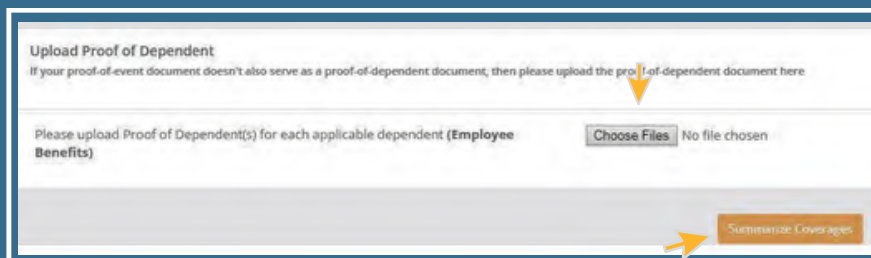 Upload Proof of Dependent
If your proof-of-event document doesn't also serve as a proof-of-dependent document, then please upload the proof-of-dependent document here
Please upload Proof of Dependent(s) for each applicable dependent (Employee Benefits)
Choose Files No file chosen
Summarize Coverages